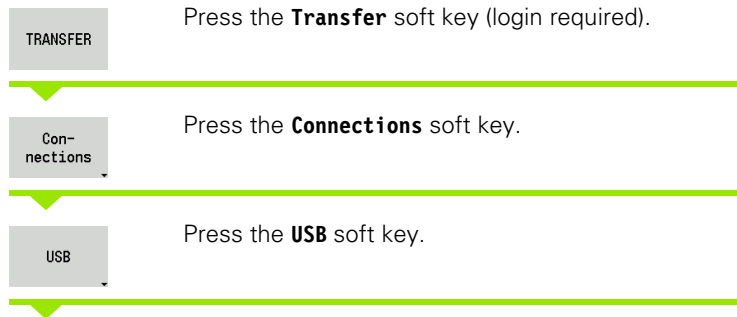 Press the Transfer soft key (login required).
TRANSFER
Press the Connections soft key.
Con-
nections
Press the USB soft key.
USB